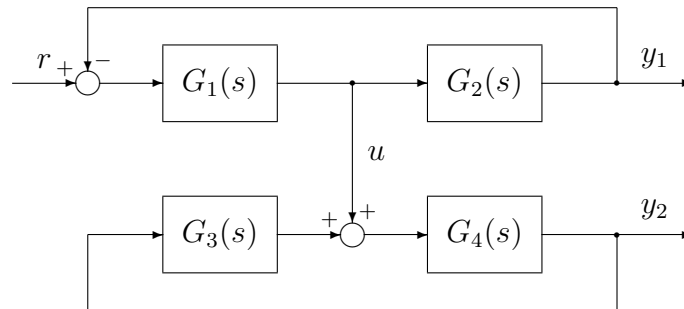 r + − G₁(s) G₂(s) y₁
u
G₃(s) + + G₄(s) y₂